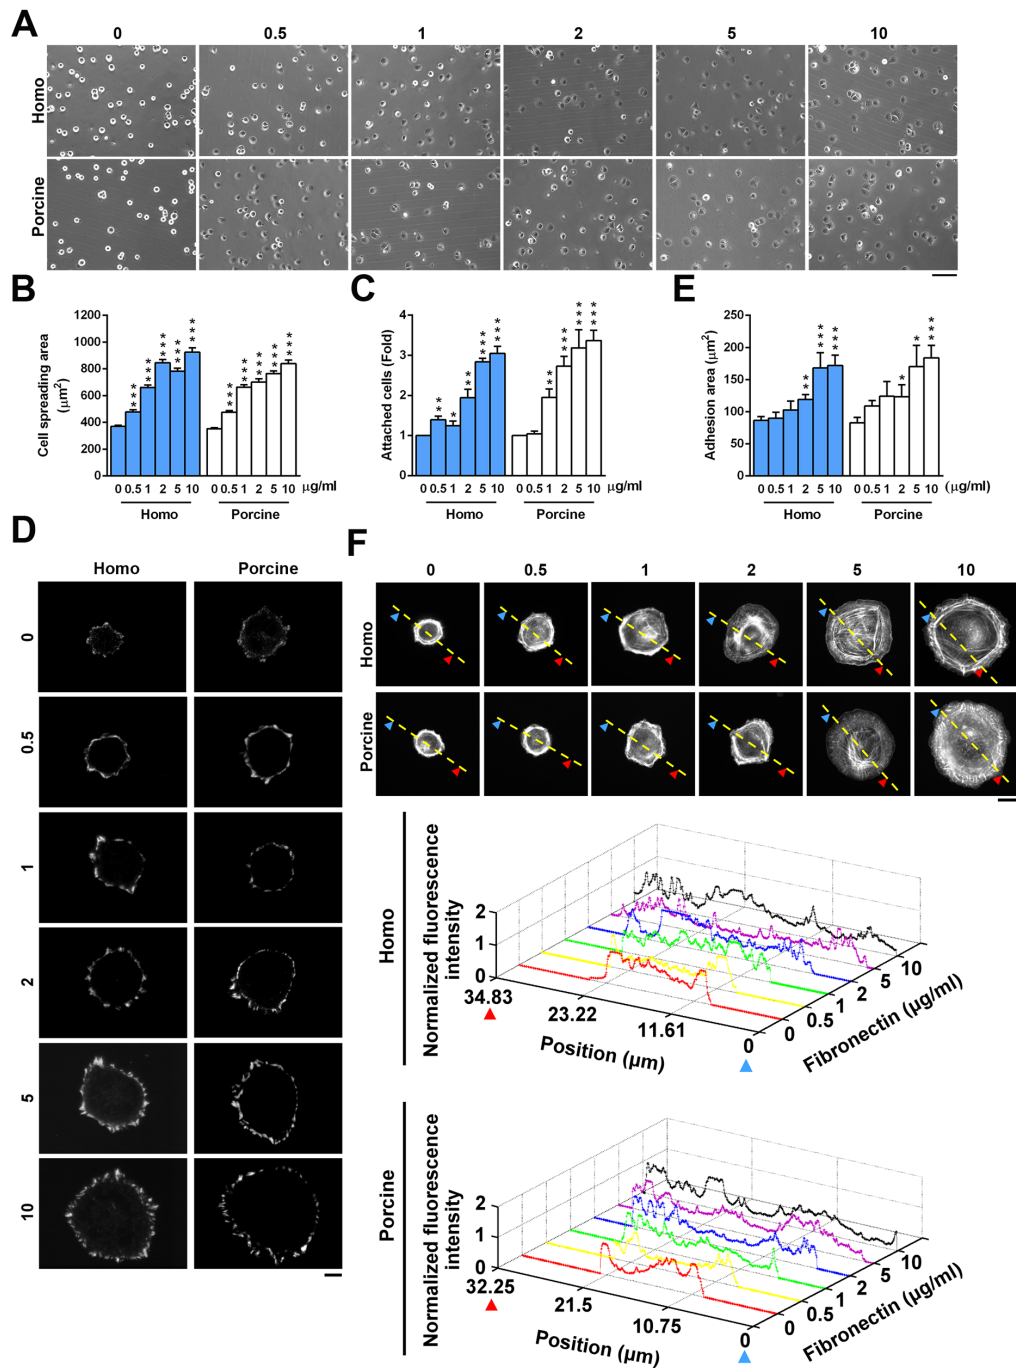 A
0 0.5 1 2 5 10
Homo
Porcine
B
Cell spreading area
(μm²)
1200
1000
800
600
400
200
0
*** *** *** *** *** *** *** *** *** ***
0 0.5 1 2 5 10 0 0.5 1 2 5 10 μg/ml
Homo Porcine
C
Attached cells (Fold)
4
3
2
1
0
** * ** *** *** ** ** *** ***
0 0.5 1 2 5 10 0 0.5 1 2 5 10 μg/ml
Homo Porcine
E
Adhesion area (μm²)
250
200
150
100
50
0
** *** *** * * ***
0 0.5 1 2 5 10 0 0.5 1 2 5 10 (μg/ml)
Homo Porcine
D
Homo Porcine
0
0.5
1
2
5
10
F
0 0.5 1 2 5 10
Homo
Porcine
Homo
Normalized fluorescence
intensity
2
1
0
34.83
23.22
11.61
0
Position (μm)
0 0.5 1 2 5 10
Fibronectin (μg/ml)
Porcine
Normalized fluorescence
intensity
2
1
0
32.25
21.5
10.75
0
Position (μm)
0 0.5 1 2 5 10
Fibronectin (μg/ml)